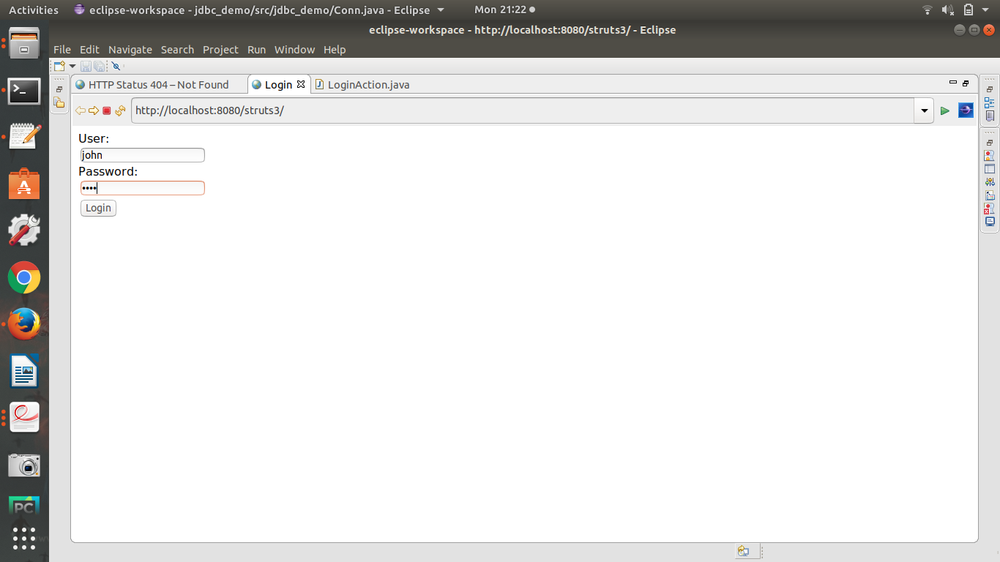 Activities eclipse-workspace - jdbc_demo/src/jdbc_demo/Conn.java - Eclipse Mon 21:22
eclipse-workspace - http://localhost:8080/struts3/ - Eclipse
File Edit Navigate Search Project Run Window Help
HTTP Status 404 – Not Found Login LoginAction.java
http://localhost:8080/struts3/
User:
john
Password:
••••
Login
PC